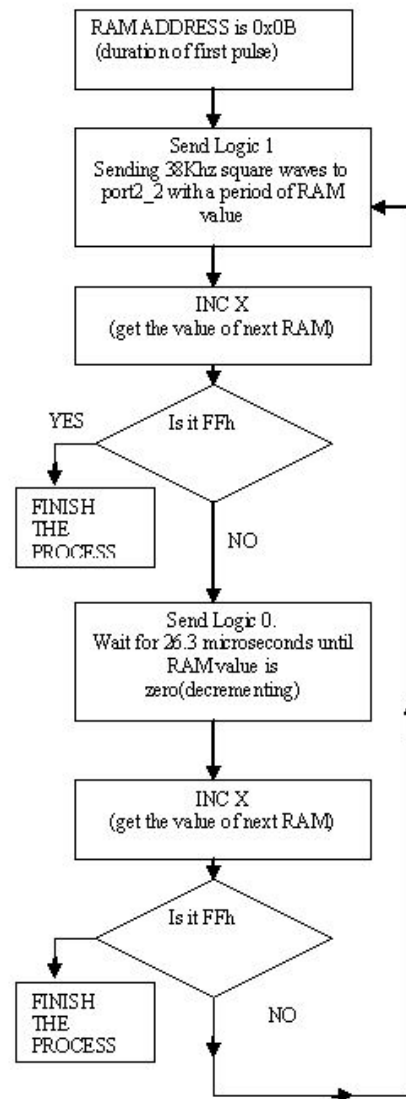 RAM ADDRESS is 0x0B
(duration of first pulse)
Send Logic 1
Sending 38Khz square waves to
port2_2 with a period of RAM
value
INC X
(get the value of next RAM)
Is it FFh
YES
FINISH
THE
PROCESS
NO
Send Logic 0.
Wait for 26.3 microseconds until
RAM value is
zero(decrementing)
INC X
(get the value of next RAM)
Is it FFh
FINISH
THE
PROCESS
NO